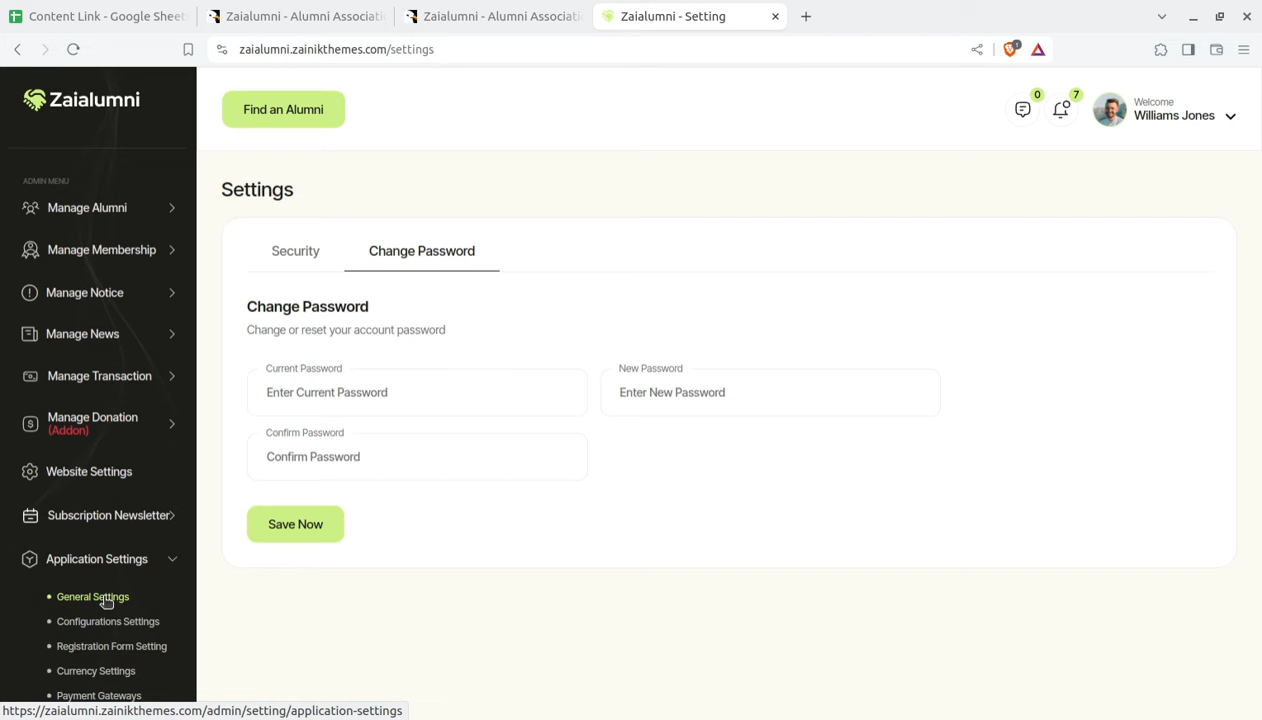 Content Link - Google Sheet
Zaialumni - Alumni Associati
Zaialumni - Alumni Associati
Zaialumni - Setting
zaialumni.zainikthemes.com/settings
1
Zaialumni
Find an Alumni
0
7
Welcome
Williams Jones
ADMIN MENU
Manage Alumni
Manage Membership
Manage Notice
Manage News
Manage Transaction
Manage Donation
(Addon)
Website Settings
Subscription Newsletter
Application Settings
General Settings
Configurations Settings
Registration Form Setting
Currency Settings
Payment Gateways
Settings
Security
Change Password
Change Password
Change or reset your account password
Current Password
Enter Current Password
New Password
Enter New Password
Confirm Password
Confirm Password
Save Now
https://zaialumni.zainikthemes.com/admin/setting/application-settings